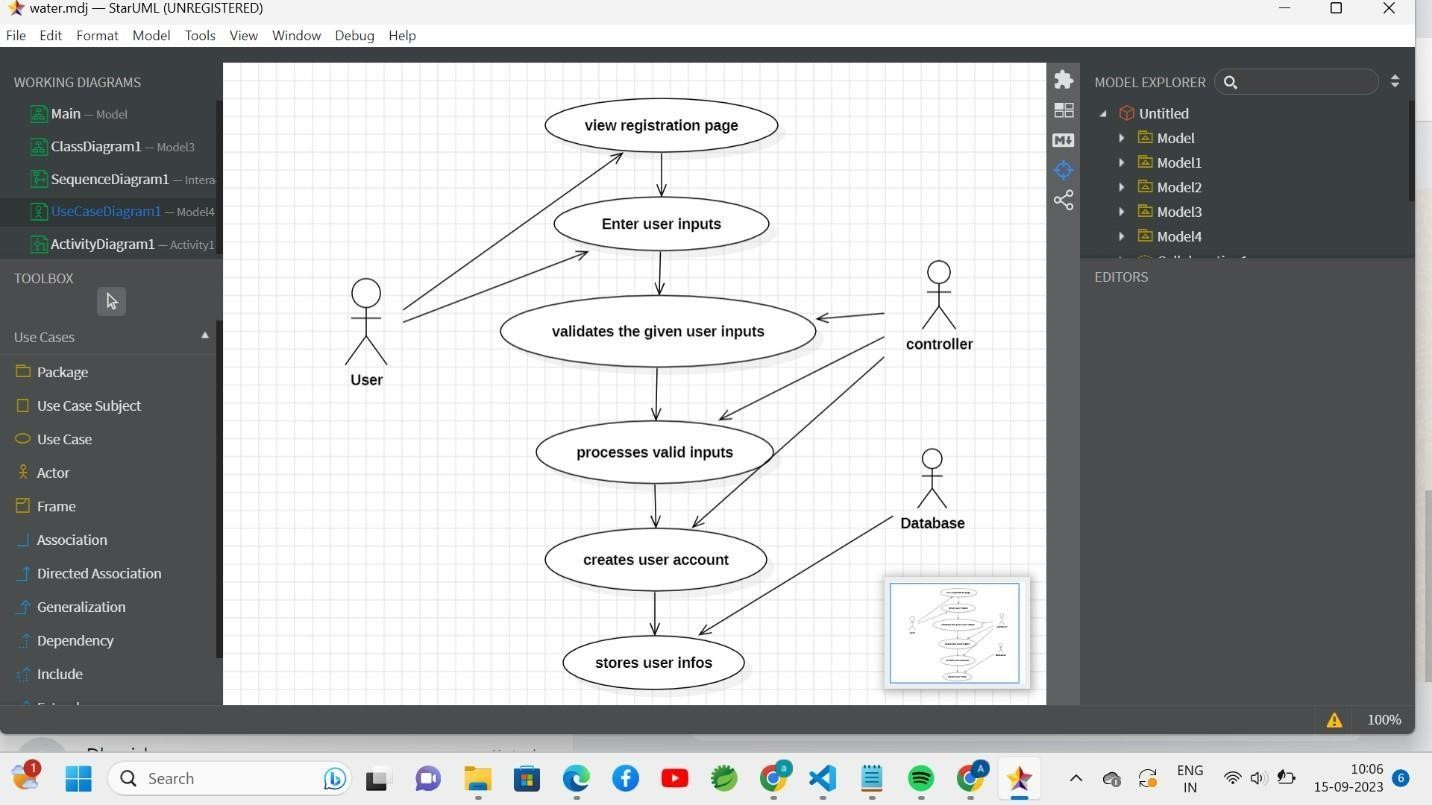 water.mdj — StarUML (UNREGISTERED)
File Edit Format Model Tools View Window Debug Help
WORKING DIAGRAMS
Main — Model
ClassDiagram1 — Model3
SequenceDiagram1 — Intera
UseCaseDiagram1 — Model4
ActivityDiagram1 — Activity1
TOOLBOX
Use Cases
Package
Use Case Subject
Use Case
Actor
Frame
Association
Directed Association
Generalization
Dependency
Include
view registration page
Enter user inputs
validates the given user inputs
processes valid inputs
creates user account
stores user infos
User
controller
Database
M
MODEL EXPLORER
Untitled
Model
Model1
Model2
Model3
Model4
EDITORS
100%
1
Search
a
A
ENG
IN
10:06
15-09-2023
6